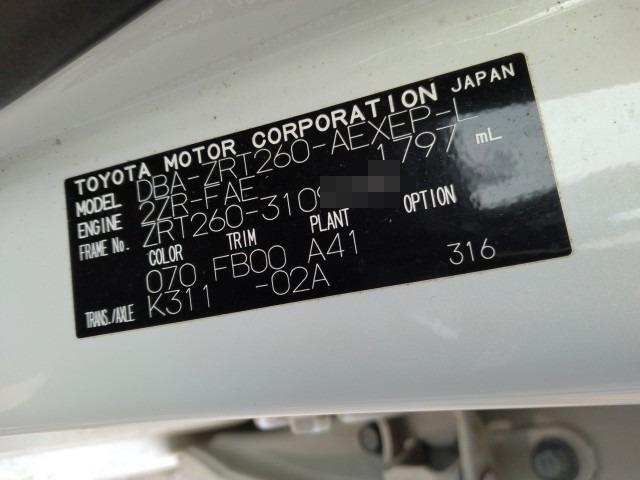 TOYOTA MOTOR CORPORATION JAPAN
MODEL DBA-ZRT260-AEXEP-L
ENGINE 2ZR-FAE 1797 mL
FRAME No. ZRT260-3109
COLOR TRIM PLANT OPTION
070 FB00 A41
TRANS./AXLE K311 -02A 316